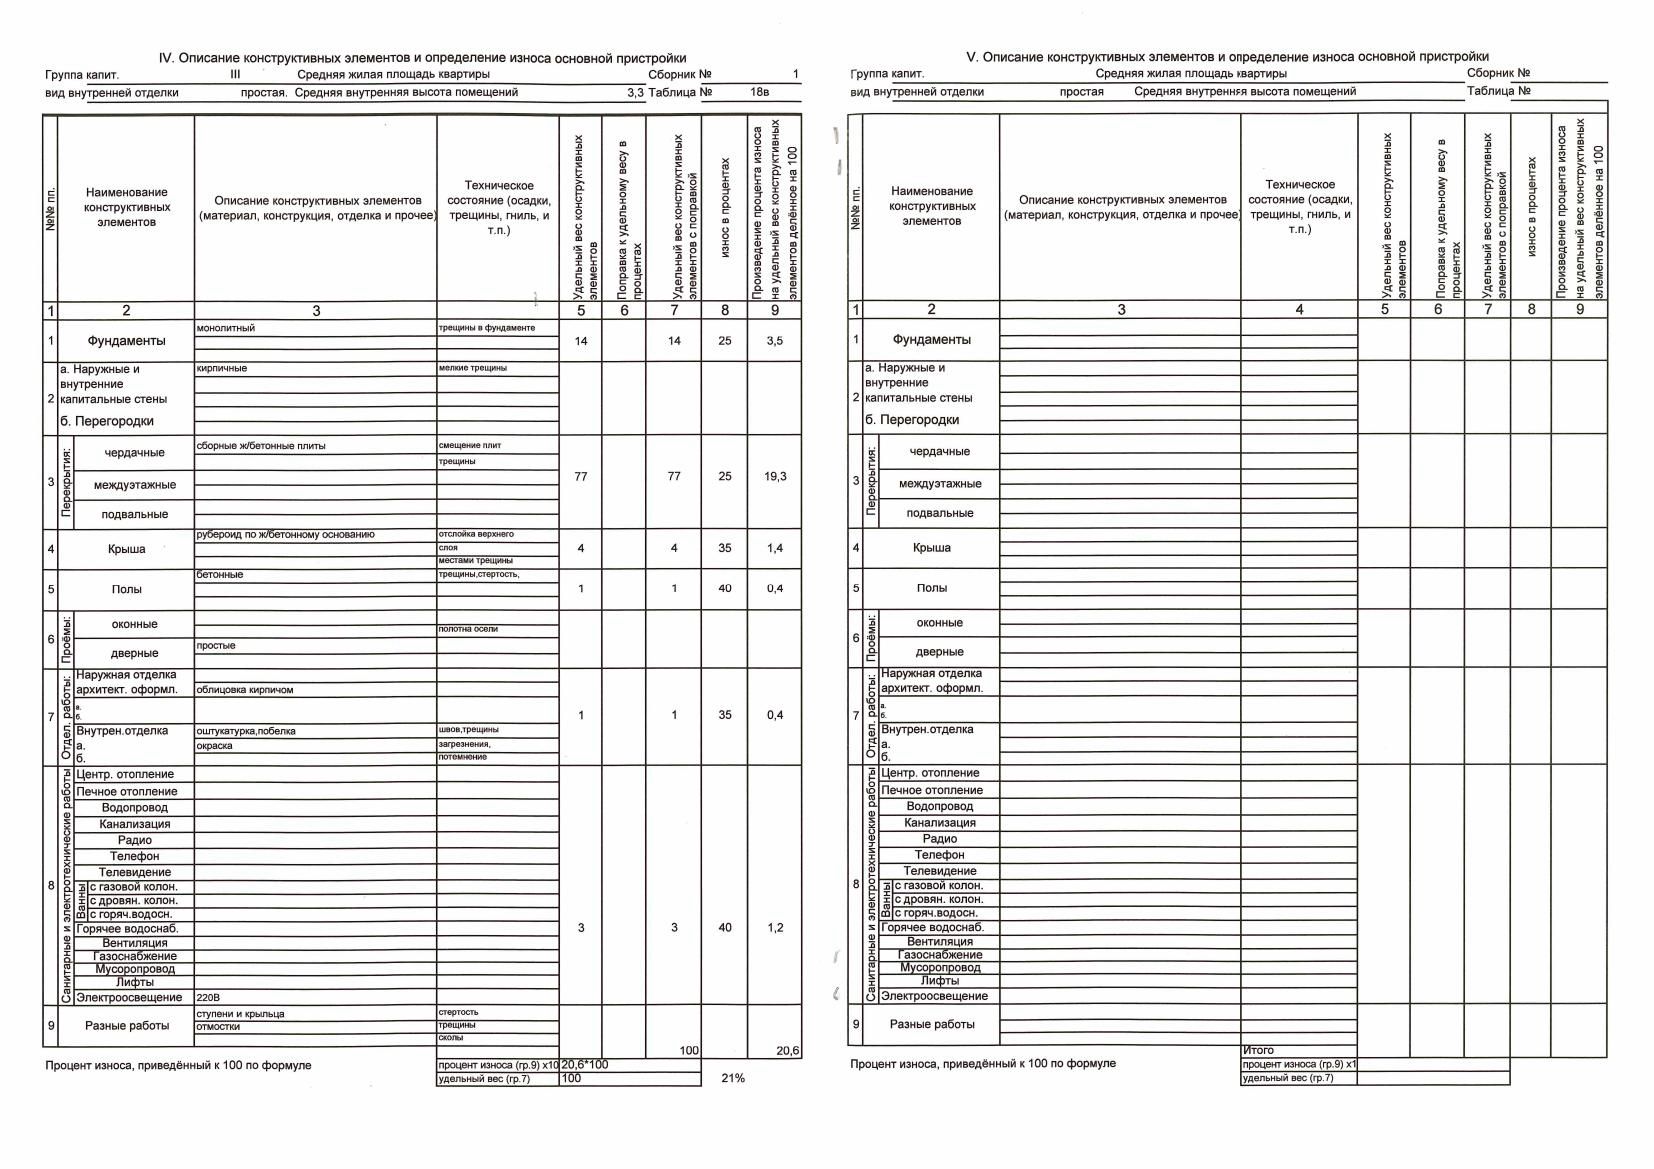 IV. Описание конструктивных элементов и определение износа основной пристройки
Группа капит. III Средняя жилая площадь квартиры Сборник № 1
вид внутренней отделки простая. Средняя внутренняя высота помещений 3,3 Таблица № 18в
№№ пп.
Наименование конструктивных элементов
Описание конструктивных элементов (материал, конструкция, отделка и прочее)
Техническое состояние (осадки, трещины, гниль, и т.п.)
Удельный вес конструктивных элементов
Поправка к удельному весу в процентах
Удельный вес конструктивных элементов с поправкой
износ в процентах
Произведение процента износа на удельный вес конструктивных элементов делённое на 100
1 2 3 5 6 7 8 9
1 Фундаменты монолитный трещины в фундаменте 14 14 25 3,5
2 а. Наружные и внутренние капитальные стены кирпичные мелкие трещины
б. Перегородки
3 Перекрытия:
чердачные сборные ж/бетонные плиты смещение плит
трещины
77 77 25 19,3
междуэтажные
подвальные
4 Крыша рубероид по ж/бетонному основанию отслойка верхнего
слоя
местами трещины
4 4 35 1,4
5 Полы бетонные трещины,стертость, 1 1 40 0,4
6 Проёмы:
оконные
полотна осели
дверные простые
7 Отдел. работы:
Наружная отделка
архитект. оформл. облицовка кирпичом
а.
б.
1 1 35 0,4
Внутрен.отделка оштукатурка,побелка швов,трещины
а. окраска загрезнения,
б. потемнение
8 Санитарные и электротехнические работы
Центр. отопление
Печное отопление
Водопровод
Канализация
Радио
Телефон
Телевидение
Ванны
с газовой колон.
с дровян. колон.
с горяч.водосн.
Горячее водоснаб. 3 3 40 1,2
Вентиляция
Газоснабжение
Мусоропровод
Лифты
Электроосвещение 220В
9 Разные работы ступени и крыльца стертость
отмостки трещины
сколы
100 20,6
Процент износа, приведённый к 100 по формуле процент износа (гр.9) х10 20,6*100
удельный вес (гр.7) 100 21%
V. Описание конструктивных элементов и определение износа основной пристройки
Группа капит. Средняя жилая площадь квартиры Сборник №
вид внутренней отделки простая Средняя внутренняя высота помещений Таблица №
№№ пп.
Наименование конструктивных элементов
Описание конструктивных элементов (материал, конструкция, отделка и прочее)
Техническое состояние (осадки, трещины, гниль, и т.п.)
Удельный вес конструктивных элементов
Поправка к удельному весу в процентах
Удельный вес конструктивных элементов с поправкой
износ в процентах
Произведение процента износа на удельный вес конструктивных элементов делённое на 100
1 2 3 4 5 6 7 8 9
1 Фундаменты
2 а. Наружные и внутренние капитальные стены
б. Перегородки
3 Перекрытия:
чердачные
междуэтажные
подвальные
4 Крыша
5 Полы
6 Проёмы:
оконные
дверные
7 Отдел. работы:
Наружная отделка
архитект. оформл.
а.
б.
Внутрен.отделка
а.
б.
8 Санитарные и электротехнические работы
Центр. отопление
Печное отопление
Водопровод
Канализация
Радио
Телефон
Телевидение
Ванны
с газовой колон.
с дровян. колон.
с горяч.водосн.
Горячее водоснаб.
Вентиляция
Газоснабжение
Мусоропровод
Лифты
Электроосвещение
9 Разные работы
Итого
Процент износа, приведённый к 100 по формуле процент износа (гр.9) х1
удельный вес (гр.7)